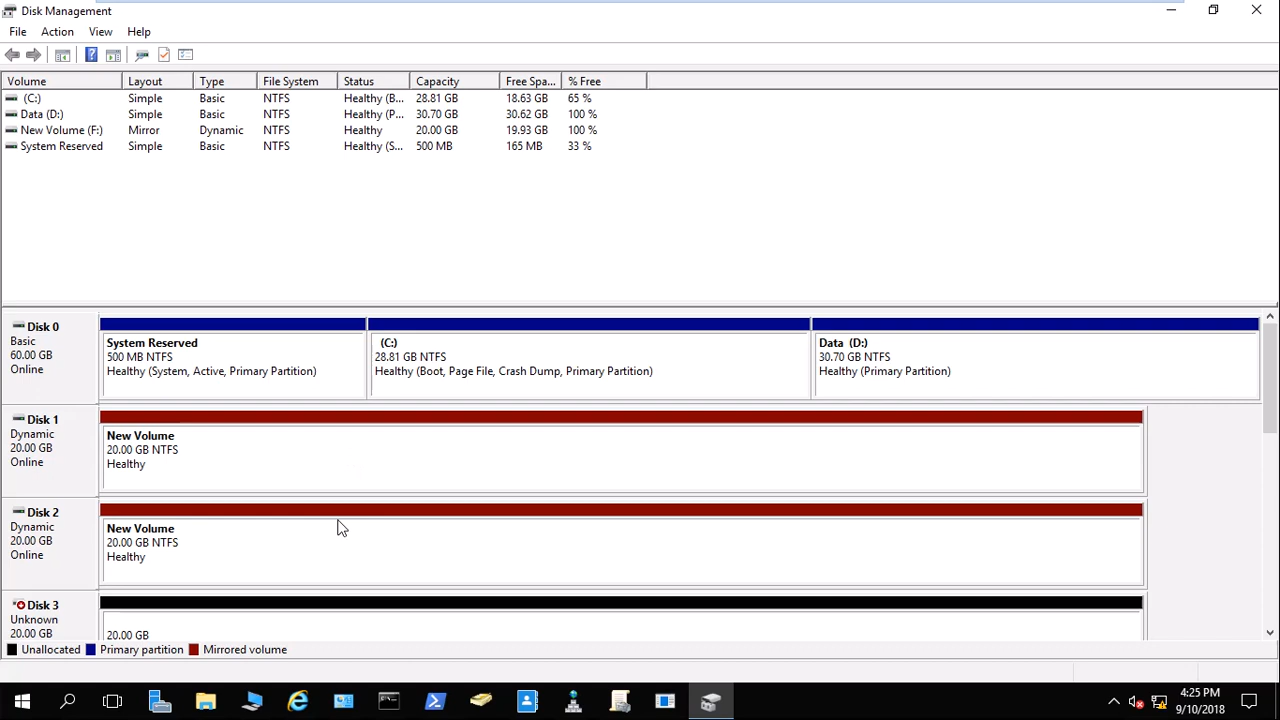 Disk Management
File Action View Help
Volume Layout Type File System Status Capacity Free Spa... % Free
(C:) Simple Basic NTFS Healthy (B... 28.81 GB 18.63 GB 65 %
Data (D:) Simple Basic NTFS Healthy (P... 30.70 GB 30.62 GB 100 %
New Volume (F:) Mirror Dynamic NTFS Healthy 20.00 GB 19.93 GB 100 %
System Reserved Simple Basic NTFS Healthy (S... 500 MB 165 MB 33 %
Disk 0
Basic
60.00 GB
Online
System Reserved
500 MB NTFS
Healthy (System, Active, Primary Partition)
(C:)
28.81 GB NTFS
Healthy (Boot, Page File, Crash Dump, Primary Partition)
Data (D:)
30.70 GB NTFS
Healthy (Primary Partition)
Disk 1
Dynamic
20.00 GB
Online
New Volume
20.00 GB NTFS
Healthy
Disk 2
Dynamic
20.00 GB
Online
New Volume
20.00 GB NTFS
Healthy
Disk 3
Unknown
20.00 GB
20.00 GB
Unallocated Primary partition Mirrored volume
4:25 PM
9/10/2018